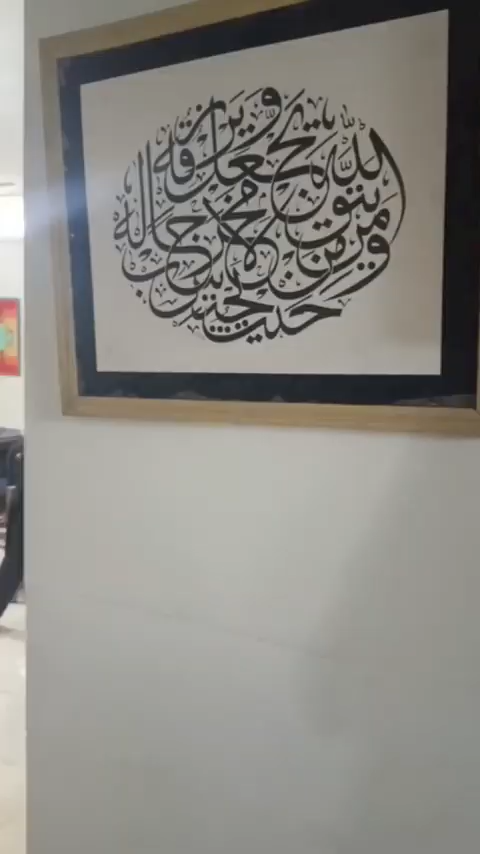 ومن يتق الله يجعل له مخرجا ويرزقه من حيث لا يحتسب